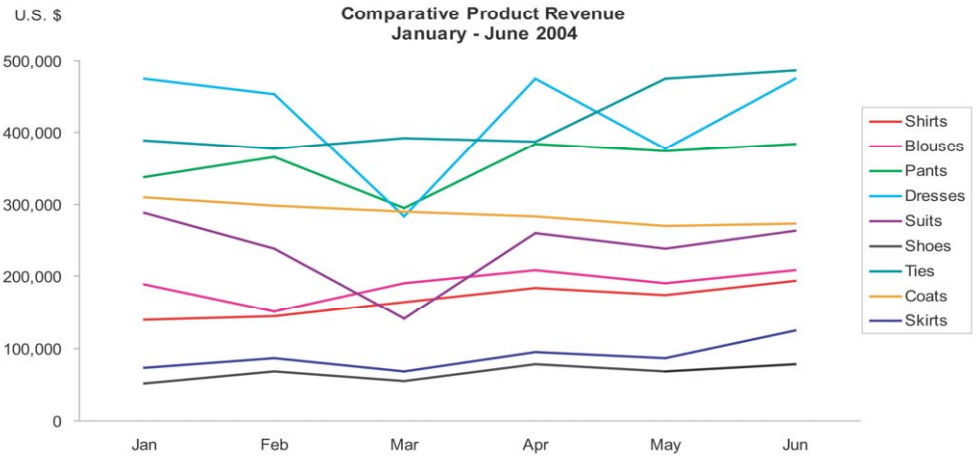 U.S. $
Comparative Product Revenue
January - June 2004
500,000
400,000
300,000
200,000
100,000
0
Jan Feb Mar Apr May Jun
Shirts
Blouses
Pants
Dresses
Suits
Shoes
Ties
Coats
Skirts